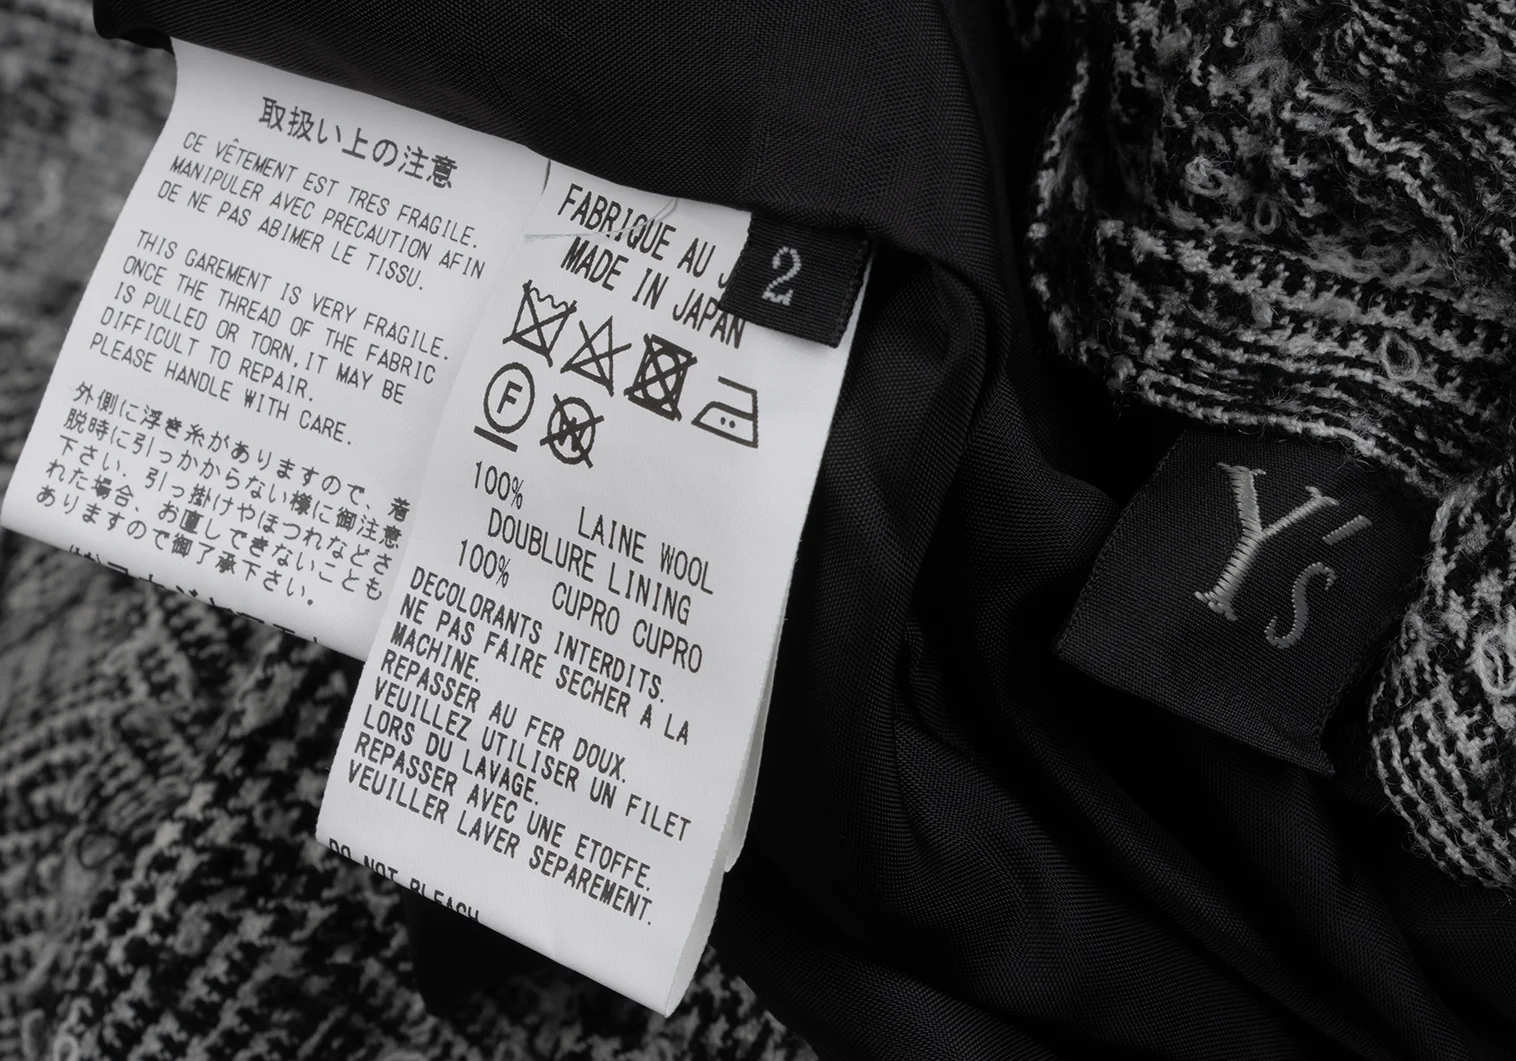 取扱い上の注意
CE VÊTEMENT EST TRES FRAGILE.
MANIPULER AVEC PRECAUTION AFIN
DE NE PAS ABIMER LE TISSU.
THIS GAREMENT IS VERY FRAGILE.
ONCE THE THREAD OF THE FABRIC
IS PULLED OR TORN,IT MAY BE
DIFFICULT TO REPAIR.
PLEASE HANDLE WITH CARE.
外側に浮き糸がありますので、着
脱時に引っかからない様に御注意
下さい。引っ掛けやほつれなどさ
れた場合、お直しできないことも
ありますので御了承下さい。
FABRIQUE AU J
MADE IN JAPAN
2
F
W
100%
LAINE WOOL
DOUBLURE LINING
100%
CUPRO CUPRO
DECOLORANTS INTERDITS.
NE PAS FAIRE SECHER A LA
MACHINE.
REPASSER AU FER DOUX.
VEUILLEZ UTILISER UN FILET
LORS DU LAVAGE.
REPASSER AVEC UNE ETOFFE.
VEUILLER LAVER SEPAREMENT.
DO NOT BLEACH
Y's